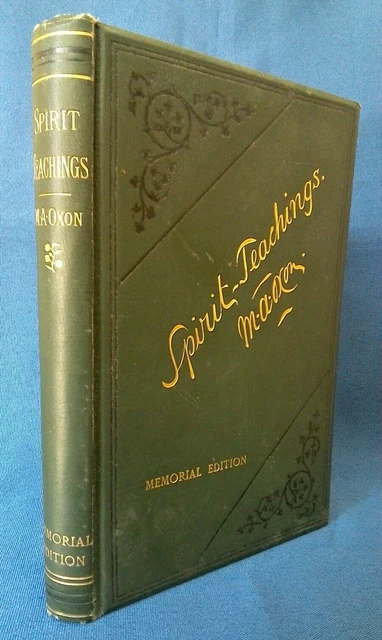 SPIRIT
TEACHINGS
M.A. OXON
MEMORIAL
EDITION
Spirit-Teachings.
M.A. Oxon.
MEMORIAL EDITION